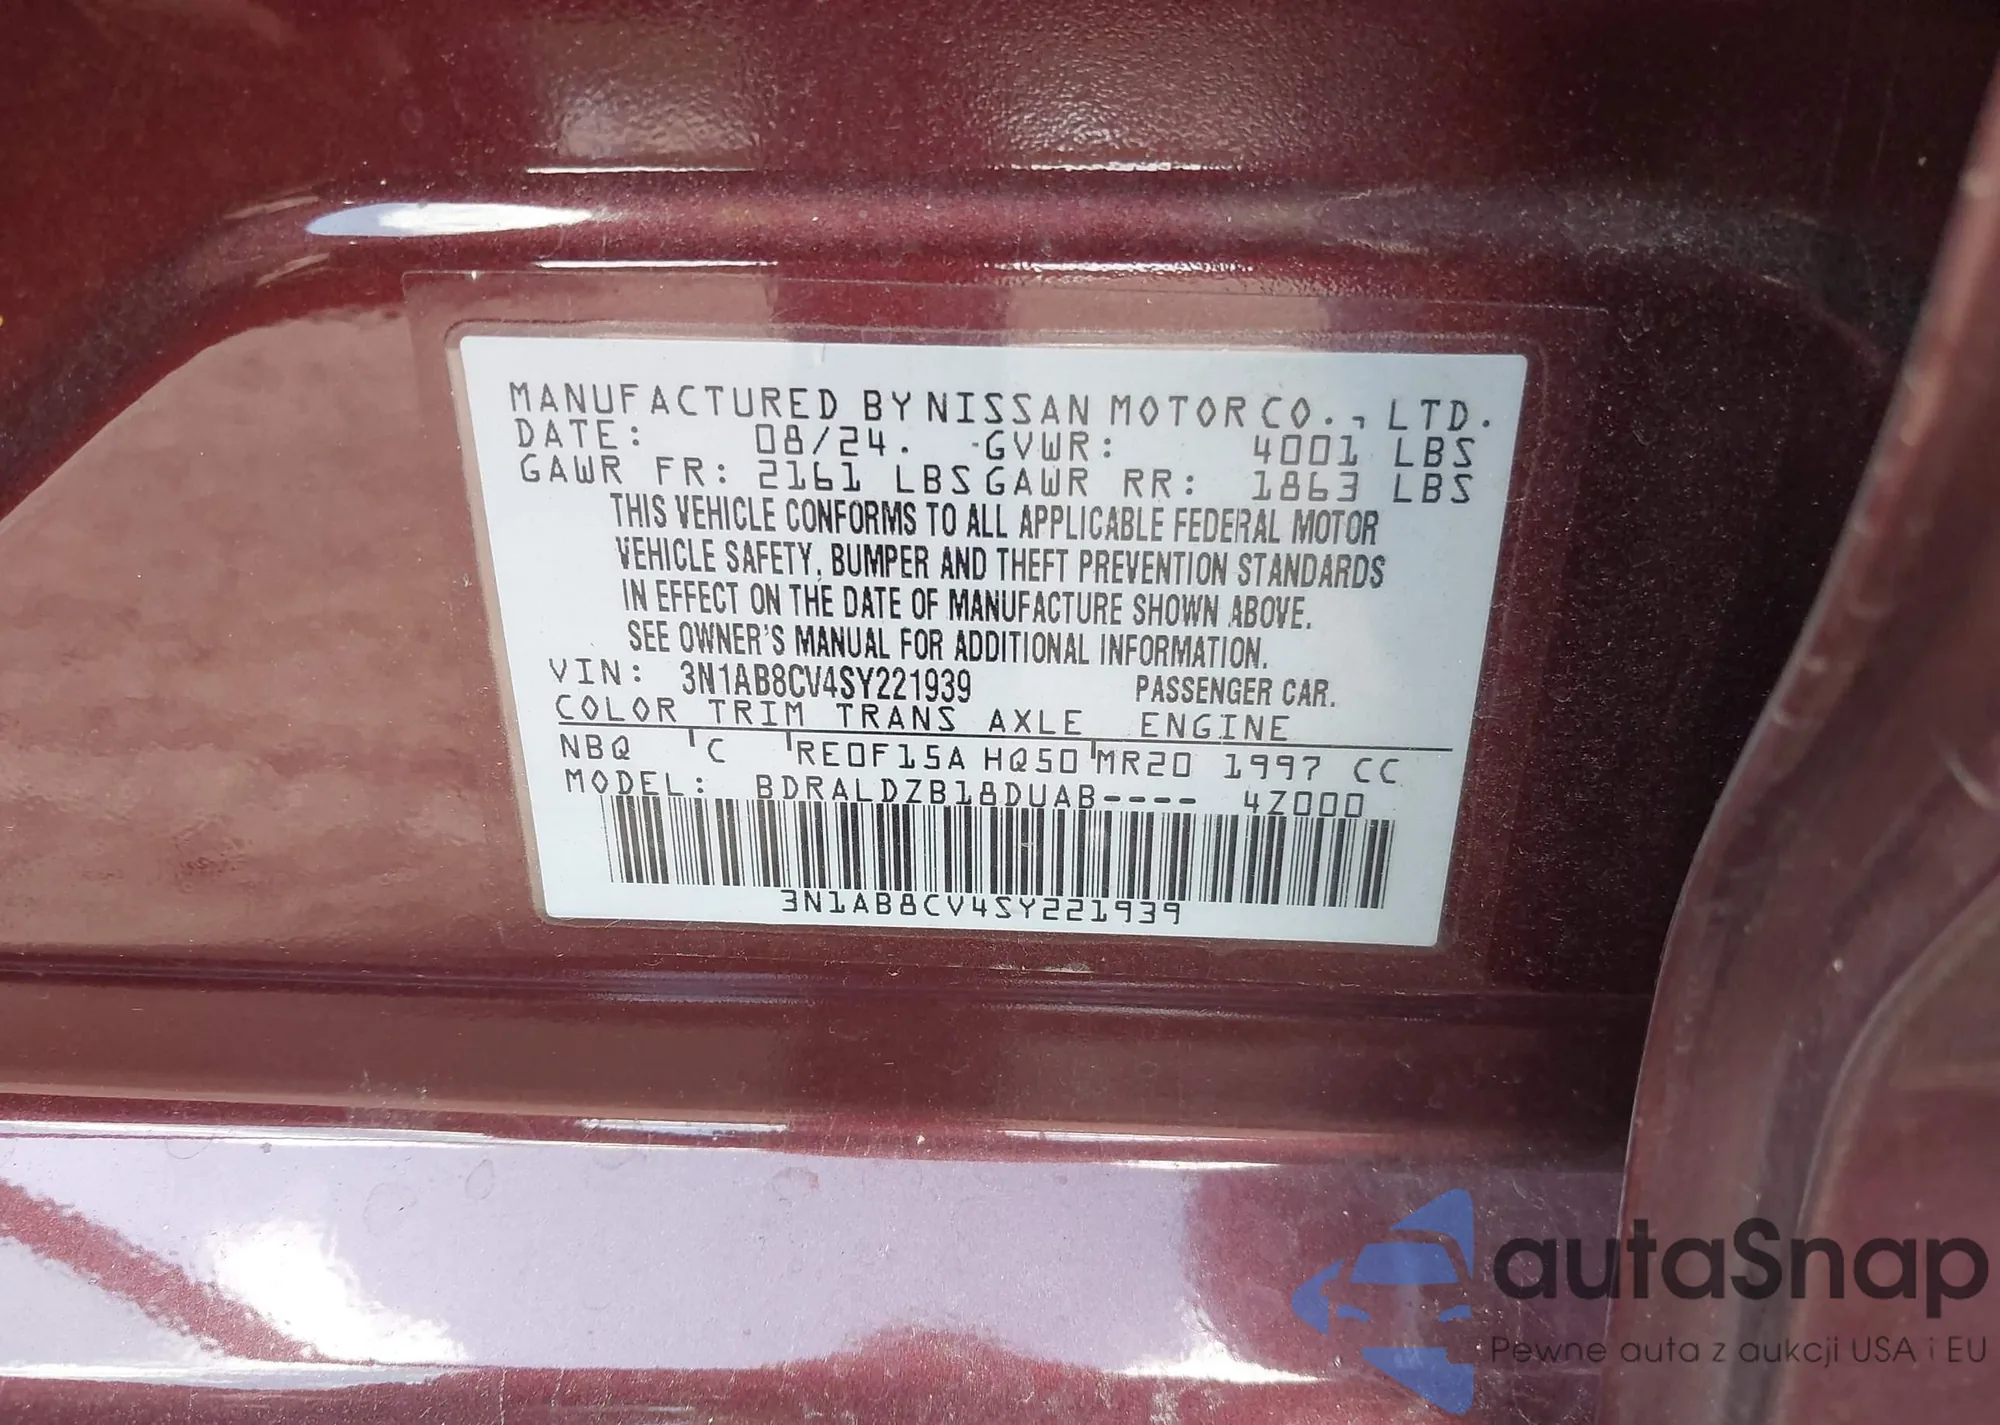 MANUFACTURED BY NISSAN MOTOR CO., LTD.
DATE: 08/24. GVWR: 4001 LBS
GAWR FR: 2161 LBS GAWR RR: 1863 LBS
THIS VEHICLE CONFORMS TO ALL APPLICABLE FEDERAL MOTOR
VEHICLE SAFETY, BUMPER AND THEFT PREVENTION STANDARDS
IN EFFECT ON THE DATE OF MANUFACTURE SHOWN ABOVE.
SEE OWNER'S MANUAL FOR ADDITIONAL INFORMATION.
VIN: 3N1AB8CV4SY221939 PASSENGER CAR.
COLOR TRIM TRANS AXLE ENGINE
NBQ C RE0F15A HQ50 MR20 1997 CC
MODEL: BDRALDZB18DUAB---- 4Z000
3N1AB8CV4SY221939
autaSnap
Pewne auta z aukcji USA i EU